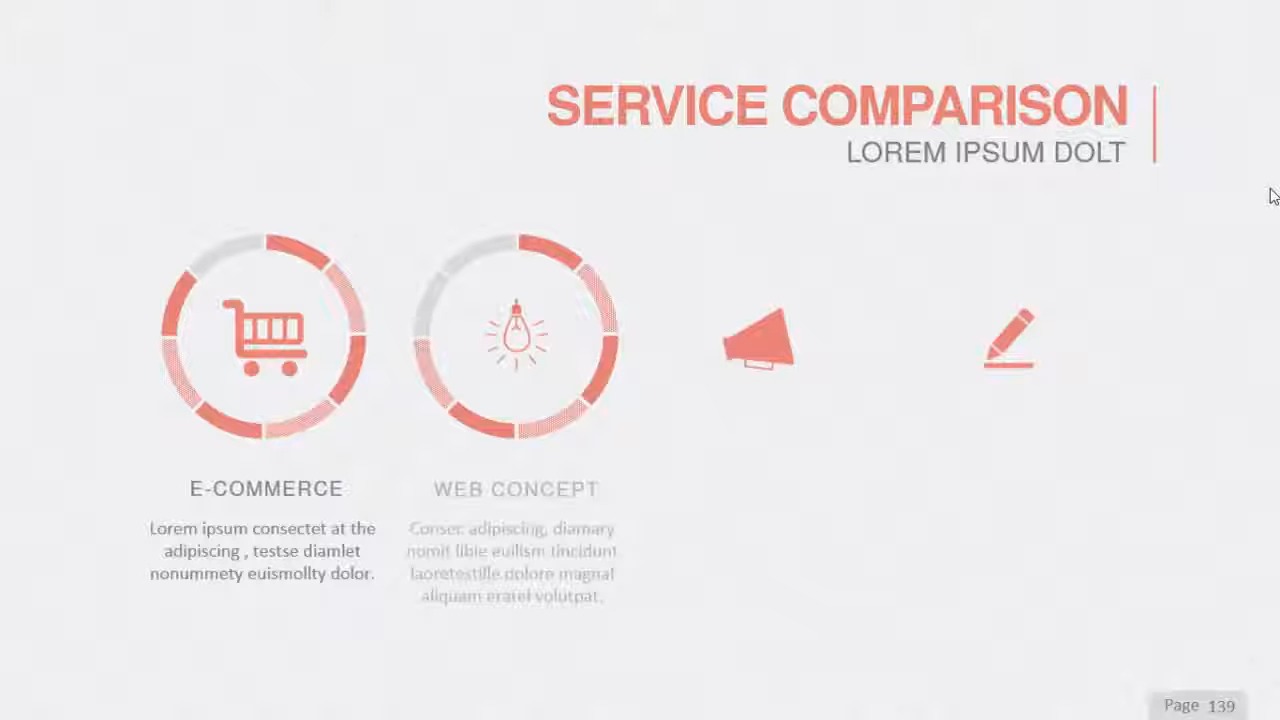 SERVICE COMPARISON
LOREM IPSUM DOLT
E-COMMERCE
Lorem ipsum consectet at the
adipiscing , testse diamlet
nonummety euismollty dolor.
WEB CONCEPT
Consec adipiscing, diamary
nomit libie euilism tincidunt
laoretestille dolore magnal
aliquam eratel volutpat.
Page 139